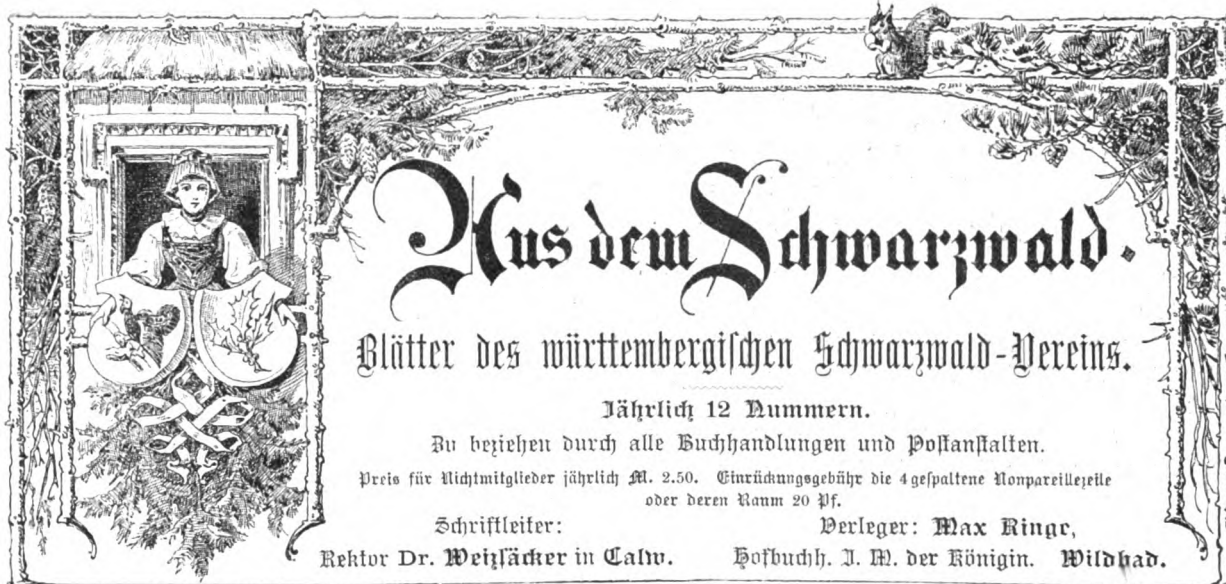 Aus dem Schwarzwald.
Blätter des württembergischen Schwarzwald-Vereins.
Jährlich 12 Nummern.
Zu beziehen durch alle Buchhandlungen und Postanstalten.
Preis für Nichtmitglieder jährlich M. 2.50. Einrückungsgebühr die 4gespaltene Nonpareillezeile
oder deren Raum 20 Pf.
Schriftleiter:
Rektor Dr. Weizsäcker in Calw.
Verleger: Max Ringe,
Hofbuchh. I. M. der Königin. Wildbad.